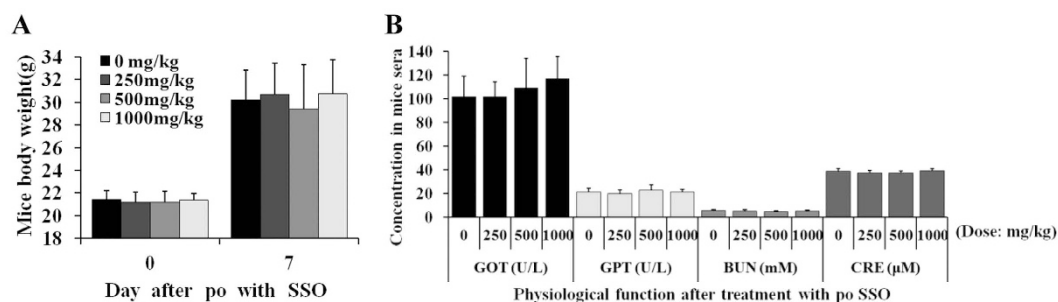 A
Mice body weight(g)
34
32
30
28
26
24
22
20
18
0 mg/kg
250mg/kg
500mg/kg
1000mg/kg
0 7
Day after po with SSO
B
Concentration in mice sera
140
120
100
80
60
40
20
0
0 250 500 1000 0 250 500 1000 0 250 500 1000 0 250 500 1000 (Dose: mg/kg)
GOT (U/L) GPT (U/L) BUN (mM) CRE (μM)
Physiological function after treatment with po SSO